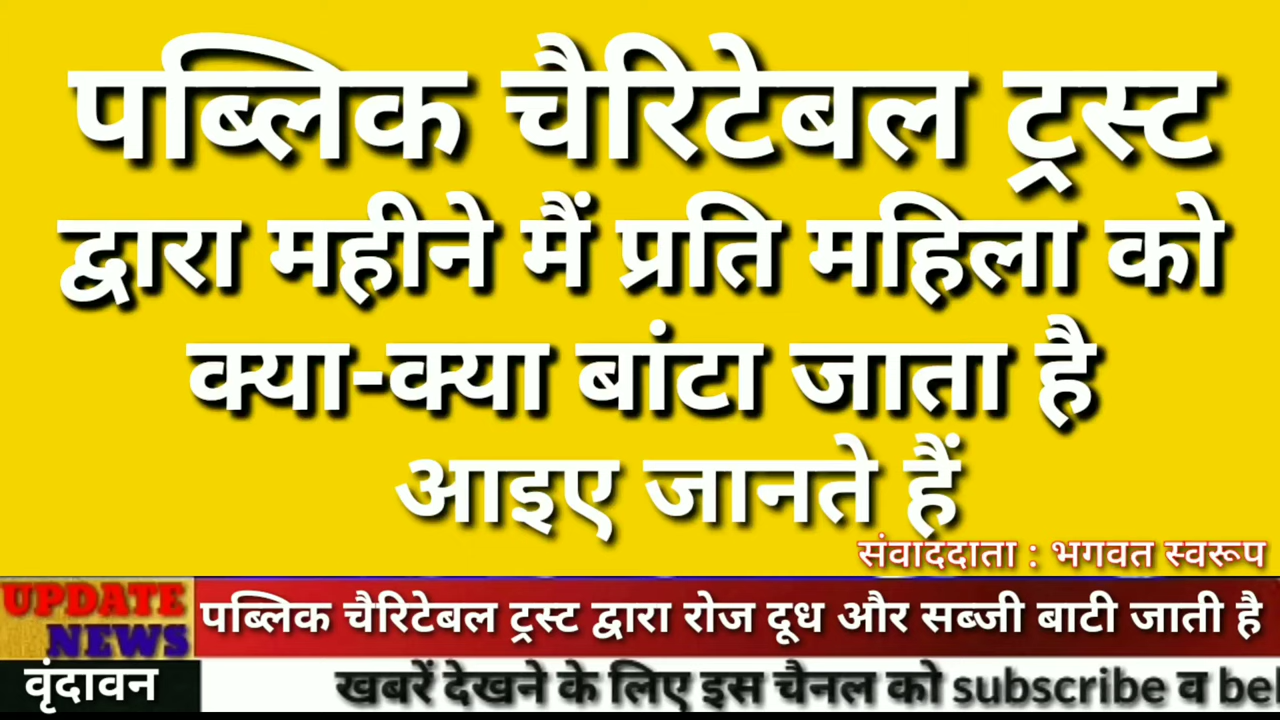 पब्लिक चैरिटेबल ट्रस्ट
द्वारा महीने मैं प्रति महिला को
क्या-क्या बांटा जाता है
आइए जानते हैं
संवाददाता : भगवत स्वरूप
UPDATE
NEWS
पब्लिक चैरिटेबल ट्रस्ट द्वारा रोज दूध और सब्जी बाटी जाती है
वृंदावन
खबरें देखने के लिए इस चैनल को subscribe व bel